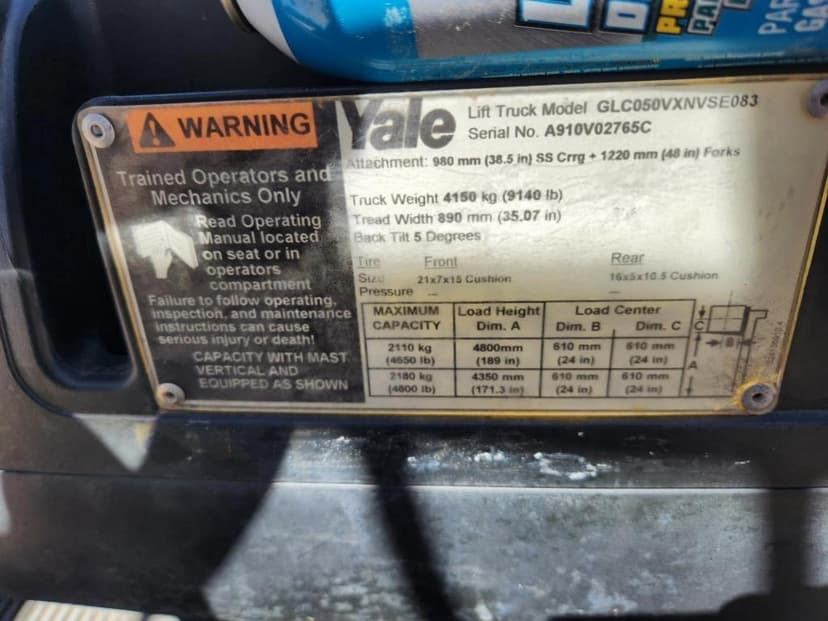 PAR
GAS
WARNING
Trained Operators and
Mechanics Only
Read Operating
Manual located
on seat or in
operators
compartment
Failure to follow operating,
inspection, and maintenance
instructions can cause
serious injury or death!
CAPACITY WITH MAST
VERTICAL AND
EQUIPPED AS SHOWN
Yale
Lift Truck Model GLC050VXNVSE083
Serial No. A910V02765C
Attachment: 980 mm (38.5 in) SS Crrg + 1220 mm (48 in) Forks
Truck Weight 4150 kg (9140 lb)
Tread Width 890 mm (35.07 in)
Back Tilt 5 Degrees
Tire Front Rear
Size 21x7x15 Cushion 16x5x10.5 Cushion
Pressure — —
MAXIMUM CAPACITY Load Height Dim. A Load Center Dim. B Dim. C
2110 kg (4650 lb) 4800mm (189 in) 610 mm (24 in) 610 mm (24 in)
2180 kg (4800 lb) 4350 mm (171.3 in) 610 mm (24 in) 610 mm (24 in)
C
B
A